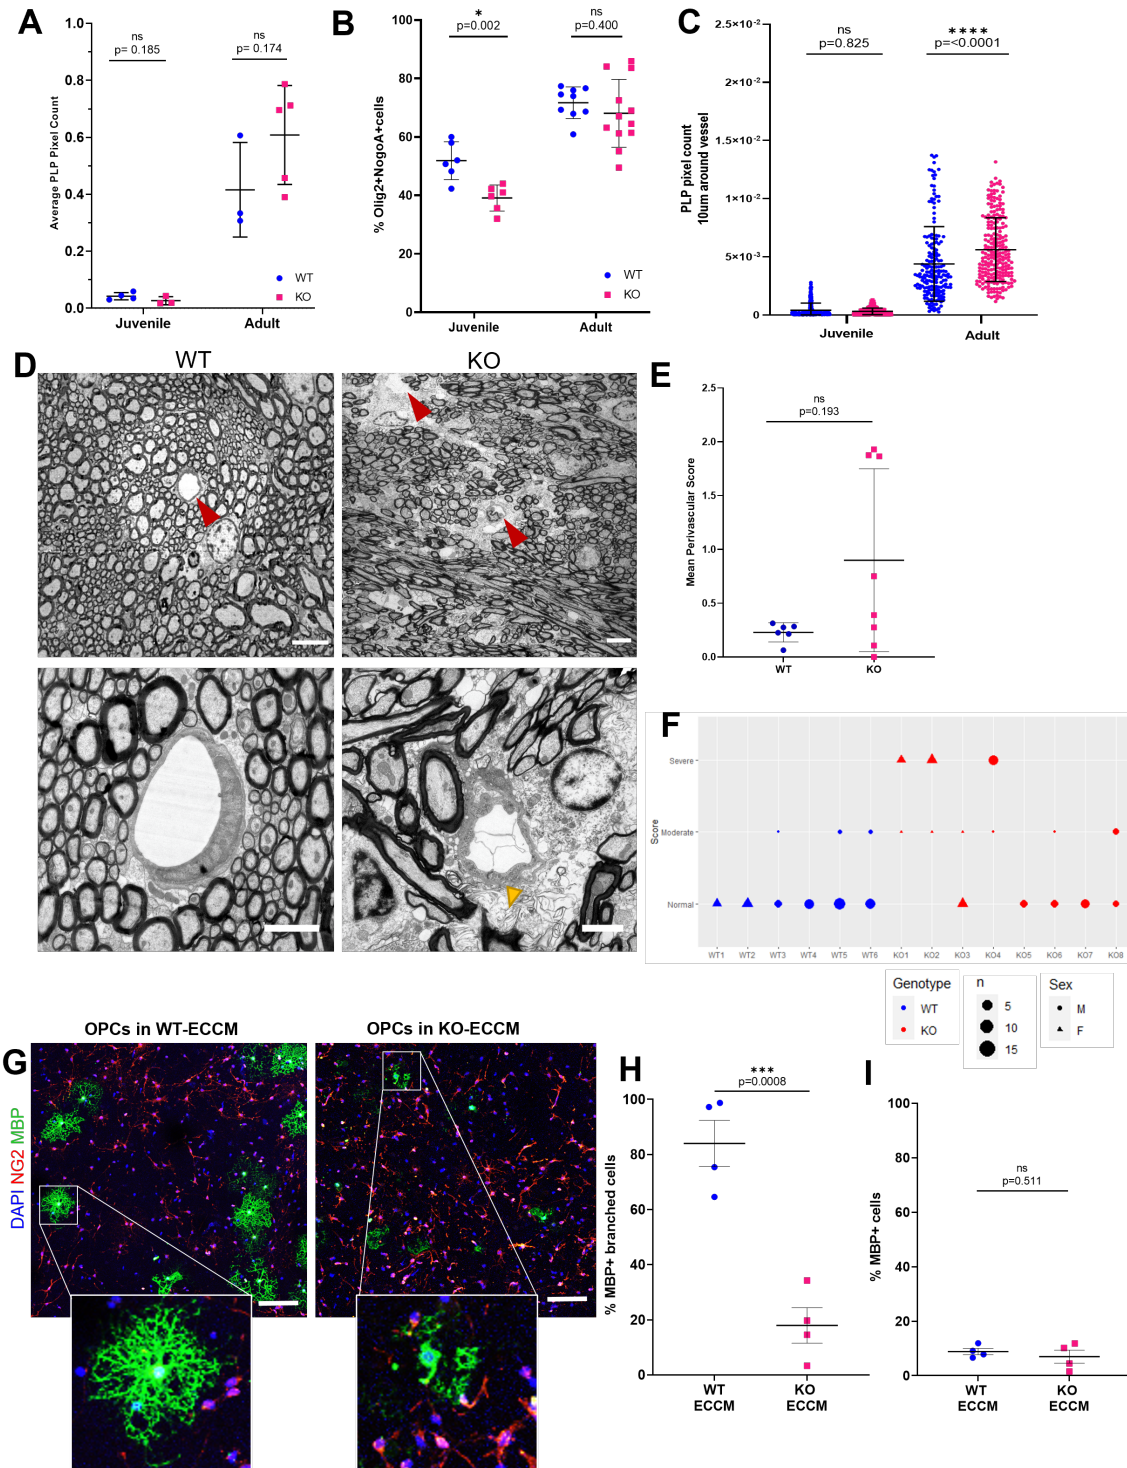 A
1.0
0.8
0.6
0.4
0.2
0.0
Average PLP Pixel Count
ns
p= 0.185
ns
p= 0.174
WT
KO
Juvenile
Adult
B
100
80
60
40
20
0
% Olig2+NogoA+cells
*
p=0.002
ns
p=0.400
WT
KO
Juvenile
Adult
C
2.5×10⁻²
2×10⁻²
1.5×10⁻²
1×10⁻²
5×10⁻³
0
PLP pixel count
10um around vessel
ns
p=0.825
****
p=<0.0001
Juvenile
Adult
D
WT
KO
E
2.5
2.0
1.5
1.0
0.5
0.0
Mean Perivascular Score
ns
p=0.193
WT
KO
F
Score
Severe
Moderate
Normal
WT1 WT2 WT3 WT4 WT5 WT6 KO1 KO2 KO3 KO4 KO5 KO6 KO7 KO8
Genotype
WT
KO
n
5
10
15
Sex
M
F
G
OPCs in WT-ECCM
OPCs in KO-ECCM
DAPI NG2 MBP
H
100
80
60
40
20
0
% MBP+ branched cells
***
p=0.0008
WT
ECCM
KO
ECCM
I
100
80
60
40
20
0
% MBP+ cells
ns
p=0.511
WT
ECCM
KO
ECCM